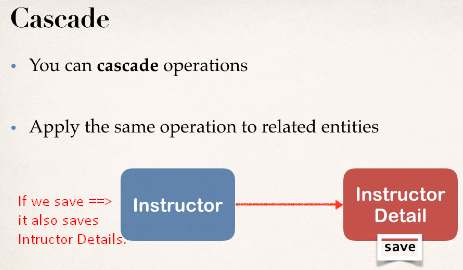 Cascade
• You can cascade operations
• Apply the same operation to related entities
If we save ==>
it also saves
Intructor Details.
Instructor
Instructor
Detail
save